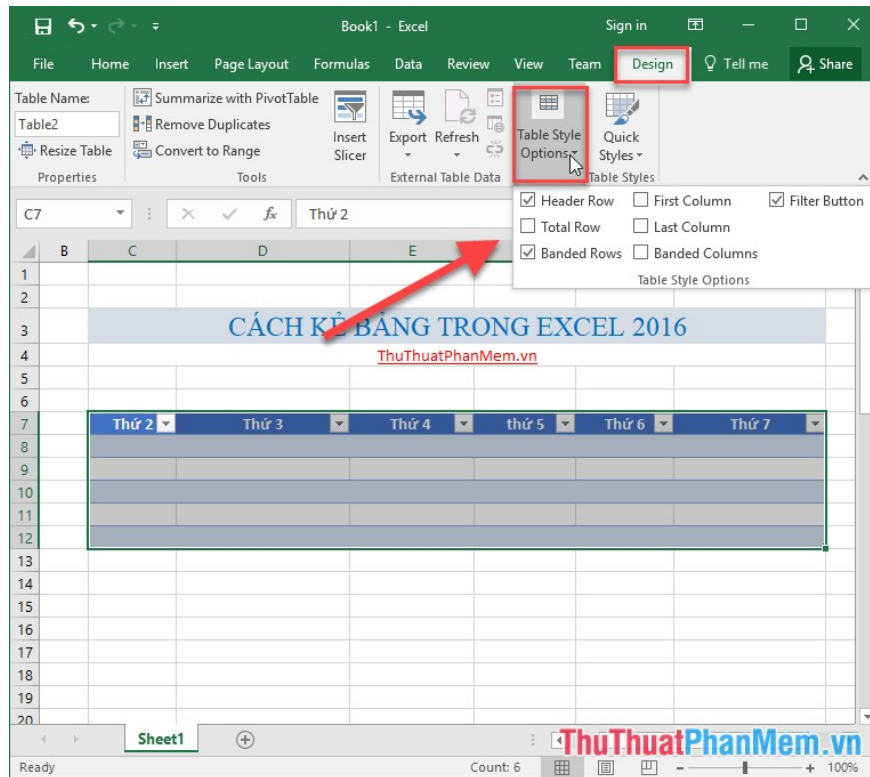 Book1 - Excel
Sign in
File Home Insert Page Layout Formulas Data Review View Team Design Tell me Share
Table Name:
Table2
Resize Table
Properties
Summarize with PivotTable
Remove Duplicates
Convert to Range
Tools
Insert
Slicer
Export Refresh
External Table Data
Table Style
Options
Quick
Styles
Table Styles
C7
fx
Thứ 2
Header Row First Column Filter Button
Total Row Last Column
Banded Rows Banded Columns
Table Style Options
B C D E
1
2
3 CÁCH KẺ BẢNG TRONG EXCEL 2016
4 ThuThuatPhanMem.vn
5
6
7 Thứ 2 Thứ 3 Thứ 4 thứ 5 Thứ 6 Thứ 7
8
9
10
11
12
13
14
15
16
17
18
19
20
Sheet1
ThuThuatPhanMem.vn
Ready Count: 6 100%